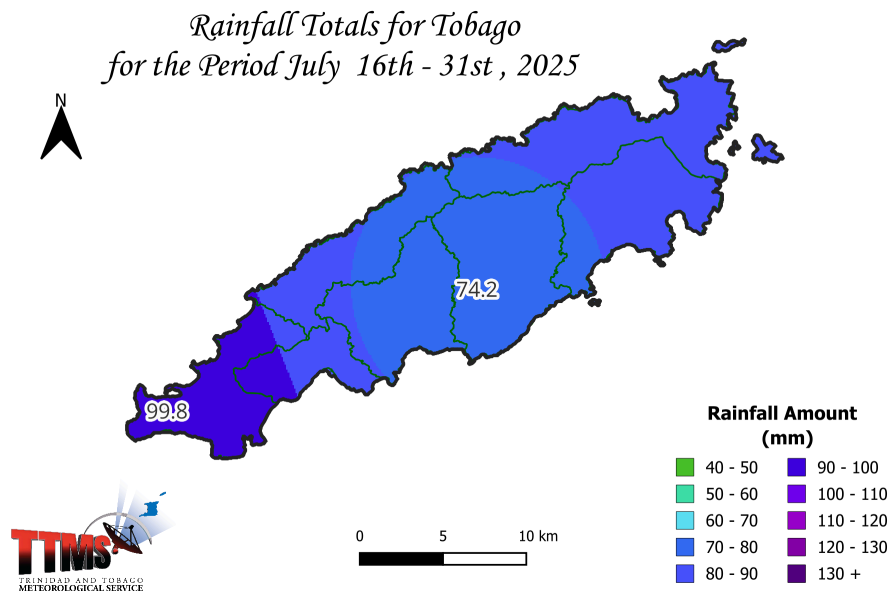 Rainfall Totals for Tobago
for the Period July 16th - 31st , 2025
N
74.2
99.8
Rainfall Amount
(mm)
40 - 50
50 - 60
60 - 70
70 - 80
80 - 90
90 - 100
100 - 110
110 - 120
120 - 130
130 +
0 5 10 km
TTMS
TRINIDAD AND TOBAGO
METEOROLOGICAL SERVICE